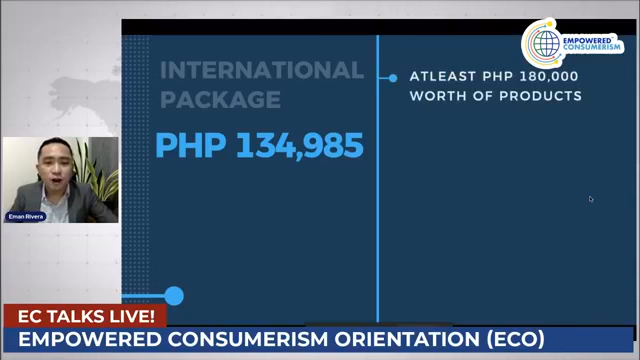 EMPOWERED
CONSUMERISM
INTERNATIONAL
PACKAGE
PHP 134,985
ATLEAST PHP 180,000
WORTH OF PRODUCTS
Eman Rivera
EC TALKS LIVE!
EMPOWERED CONSUMERISM ORIENTATION (ECO)